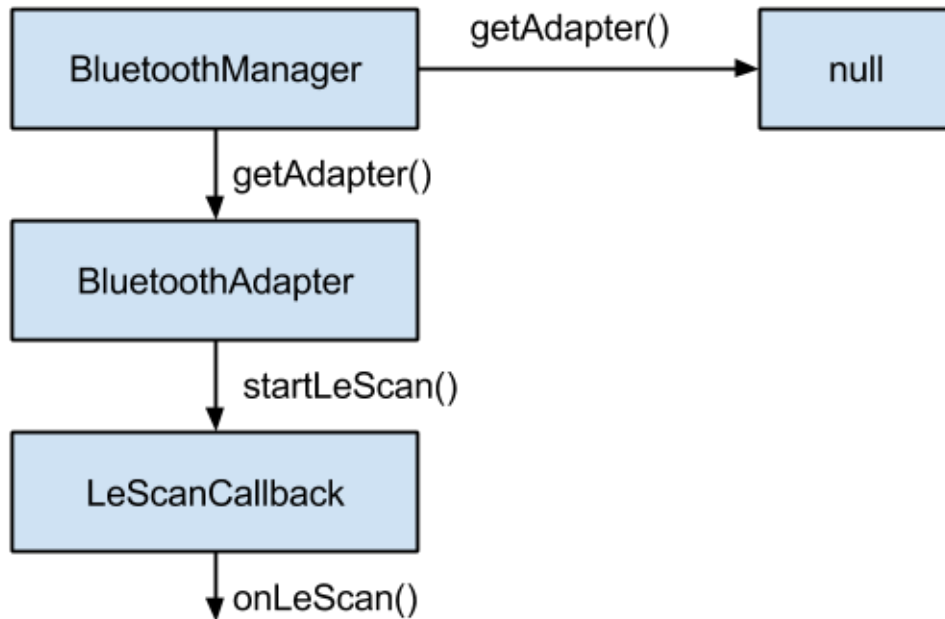 getAdapter()
BluetoothManager
null
getAdapter()
BluetoothAdapter
startLeScan()
LeScanCallback
onLeScan()